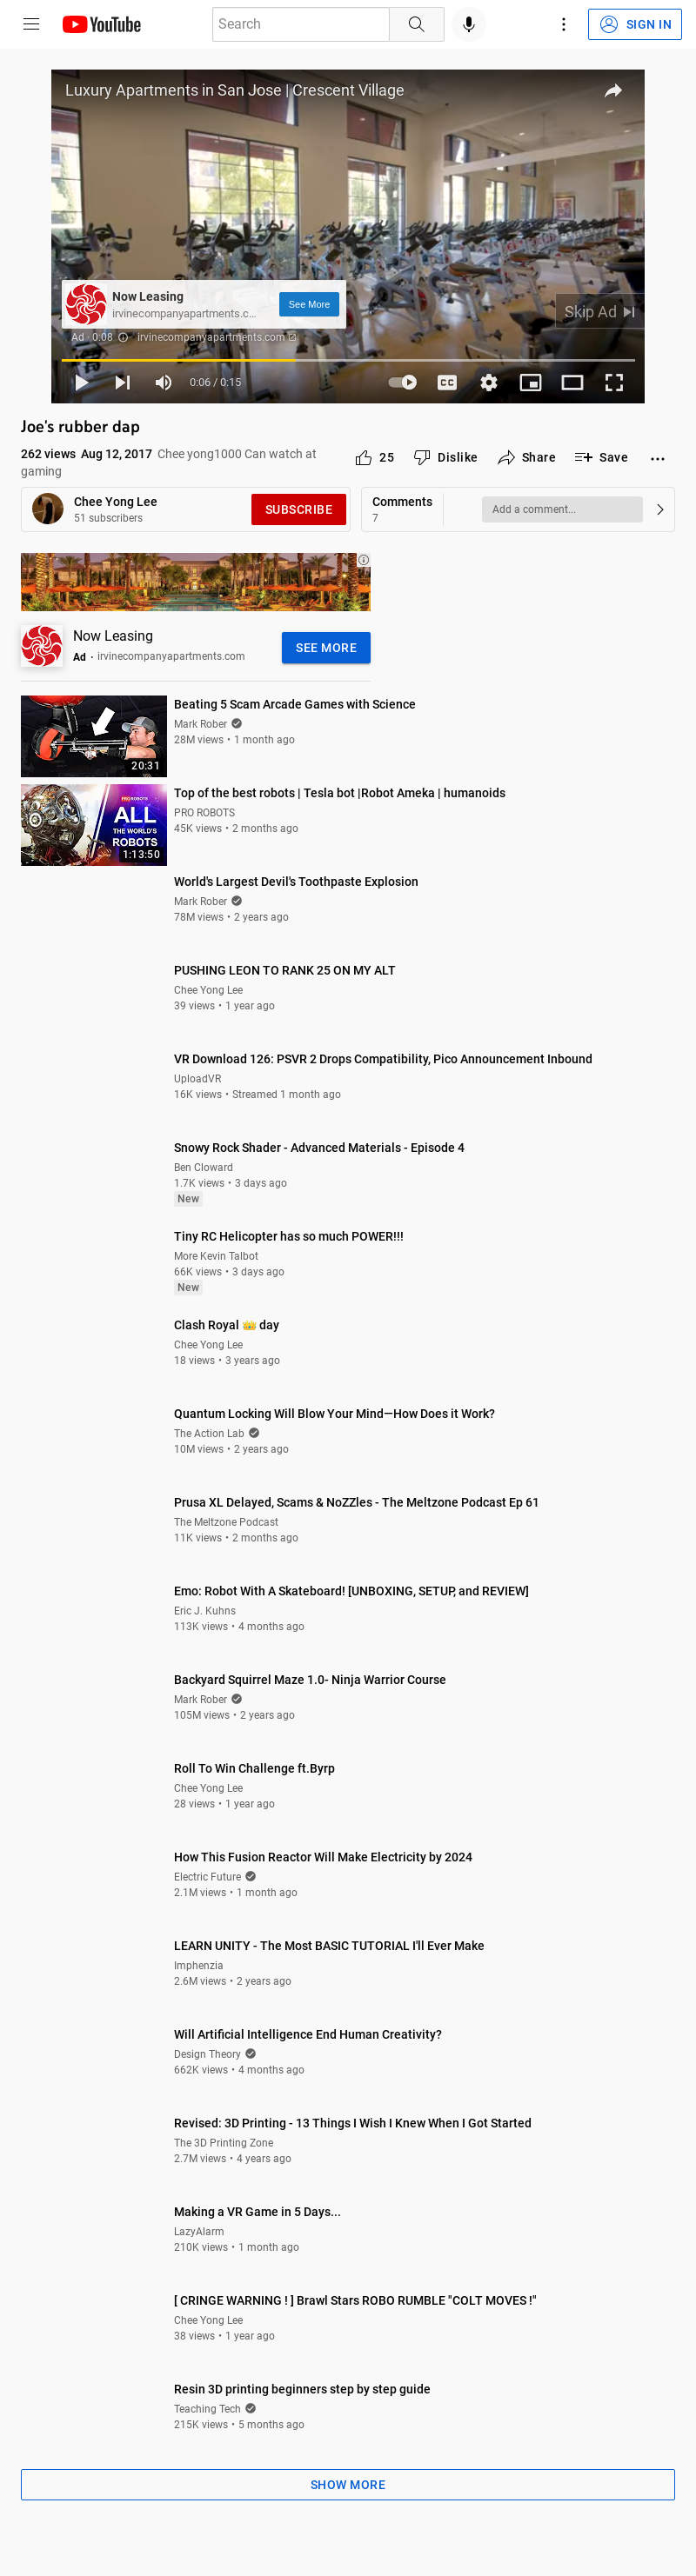 YouTube
Search
SIGN IN
Luxury Apartments in San Jose | Crescent Village
Now Leasing
irvinecompanyapartments.c...
See More
Skip Ad
Ad · 0:08
irvinecompanyapartments.com
0:06 / 0:15
CC
Joe's rubber dap
262 views Aug 12, 2017 Chee yong1000 Can watch at
gaming
25
Dislike
Share
Save
Chee Yong Lee
51 subscribers
SUBSCRIBE
Comments
7
Add a comment...
Now Leasing
Ad · irvinecompanyapartments.com
SEE MORE
20:31
Beating 5 Scam Arcade Games with Science
Mark Rober
28M views • 1 month ago
PRO ROBOTS
ALL
THE WORLD'S
ROBOTS
1:13:50
Top of the best robots | Tesla bot |Robot Ameka | humanoids
PRO ROBOTS
45K views • 2 months ago
World's Largest Devil's Toothpaste Explosion
Mark Rober
78M views • 2 years ago
PUSHING LEON TO RANK 25 ON MY ALT
Chee Yong Lee
39 views • 1 year ago
VR Download 126: PSVR 2 Drops Compatibility, Pico Announcement Inbound
UploadVR
16K views • Streamed 1 month ago
Snowy Rock Shader - Advanced Materials - Episode 4
Ben Cloward
1.7K views • 3 days ago
New
Tiny RC Helicopter has so much POWER!!!
More Kevin Talbot
66K views • 3 days ago
New
Clash Royal 👑 day
Chee Yong Lee
18 views • 3 years ago
Quantum Locking Will Blow Your Mind—How Does it Work?
The Action Lab
10M views • 2 years ago
Prusa XL Delayed, Scams & NoZZles - The Meltzone Podcast Ep 61
The Meltzone Podcast
11K views • 2 months ago
Emo: Robot With A Skateboard! [UNBOXING, SETUP, and REVIEW]
Eric J. Kuhns
113K views • 4 months ago
Backyard Squirrel Maze 1.0- Ninja Warrior Course
Mark Rober
105M views • 2 years ago
Roll To Win Challenge ft.Byrp
Chee Yong Lee
28 views • 1 year ago
How This Fusion Reactor Will Make Electricity by 2024
Electric Future
2.1M views • 1 month ago
LEARN UNITY - The Most BASIC TUTORIAL I'll Ever Make
Imphenzia
2.6M views • 2 years ago
Will Artificial Intelligence End Human Creativity?
Design Theory
662K views • 4 months ago
Revised: 3D Printing - 13 Things I Wish I Knew When I Got Started
The 3D Printing Zone
2.7M views • 4 years ago
Making a VR Game in 5 Days...
LazyAlarm
210K views • 1 month ago
[ CRINGE WARNING ! ] Brawl Stars ROBO RUMBLE "COLT MOVES !"
Chee Yong Lee
38 views • 1 year ago
Resin 3D printing beginners step by step guide
Teaching Tech
215K views • 5 months ago
SHOW MORE